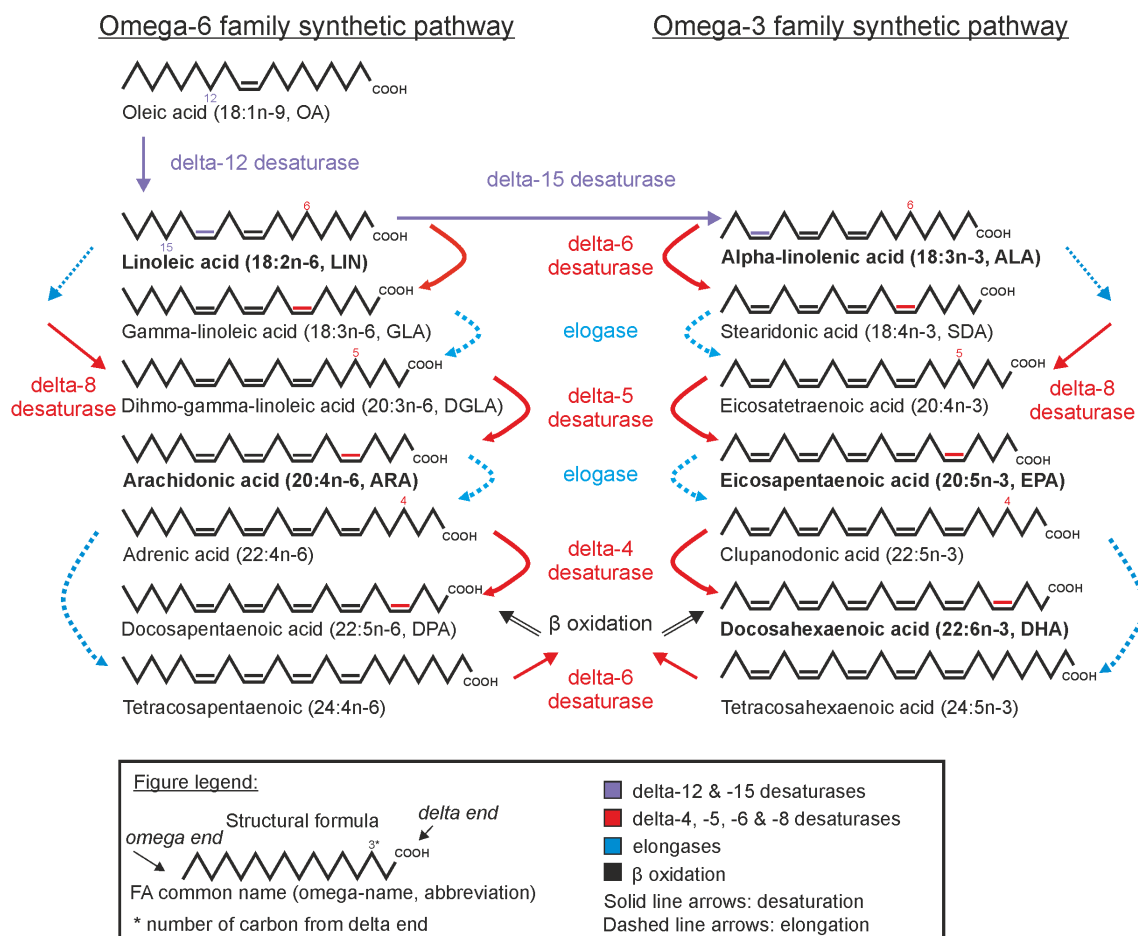 Omega-6 family synthetic pathway
Omega-3 family synthetic pathway
COOH
12
Oleic acid (18:1n-9, OA)
delta-12 desaturase
delta-15 desaturase
6
15
COOH
Linoleic acid (18:2n-6, LIN)
6
COOH
Alpha-linolenic acid (18:3n-3, ALA)
delta-6
desaturase
COOH
Gamma-linoleic acid (18:3n-6, GLA)
elogase
COOH
Stearidonic acid (18:4n-3, SDA)
delta-8
desaturase
5
COOH
Dihmo-gamma-linoleic acid (20:3n-6, DGLA)
delta-5
desaturase
5
COOH
Eicosatetraenoic acid (20:4n-3)
delta-8
desaturase
COOH
Arachidonic acid (20:4n-6, ARA)
elogase
COOH
Eicosapentaenoic acid (20:5n-3, EPA)
4
COOH
Adrenic acid (22:4n-6)
delta-4
desaturase
4
COOH
Clupanodonic acid (22:5n-3)
COOH
Docosapentaenoic acid (22:5n-6, DPA)
β oxidation
COOH
Docosahexaenoic acid (22:6n-3, DHA)
COOH
Tetracosapentaenoic (24:4n-6)
delta-6
desaturase
COOH
Tetracosahexaenoic acid (24:5n-3)
Figure legend:
omega end
Structural formula
delta end
3*
COOH
FA common name (omega-name, abbreviation)
* number of carbon from delta end
delta-12 & -15 desaturases
delta-4, -5, -6 & -8 desaturases
elongases
β oxidation
Solid line arrows: desaturation
Dashed line arrows: elongation